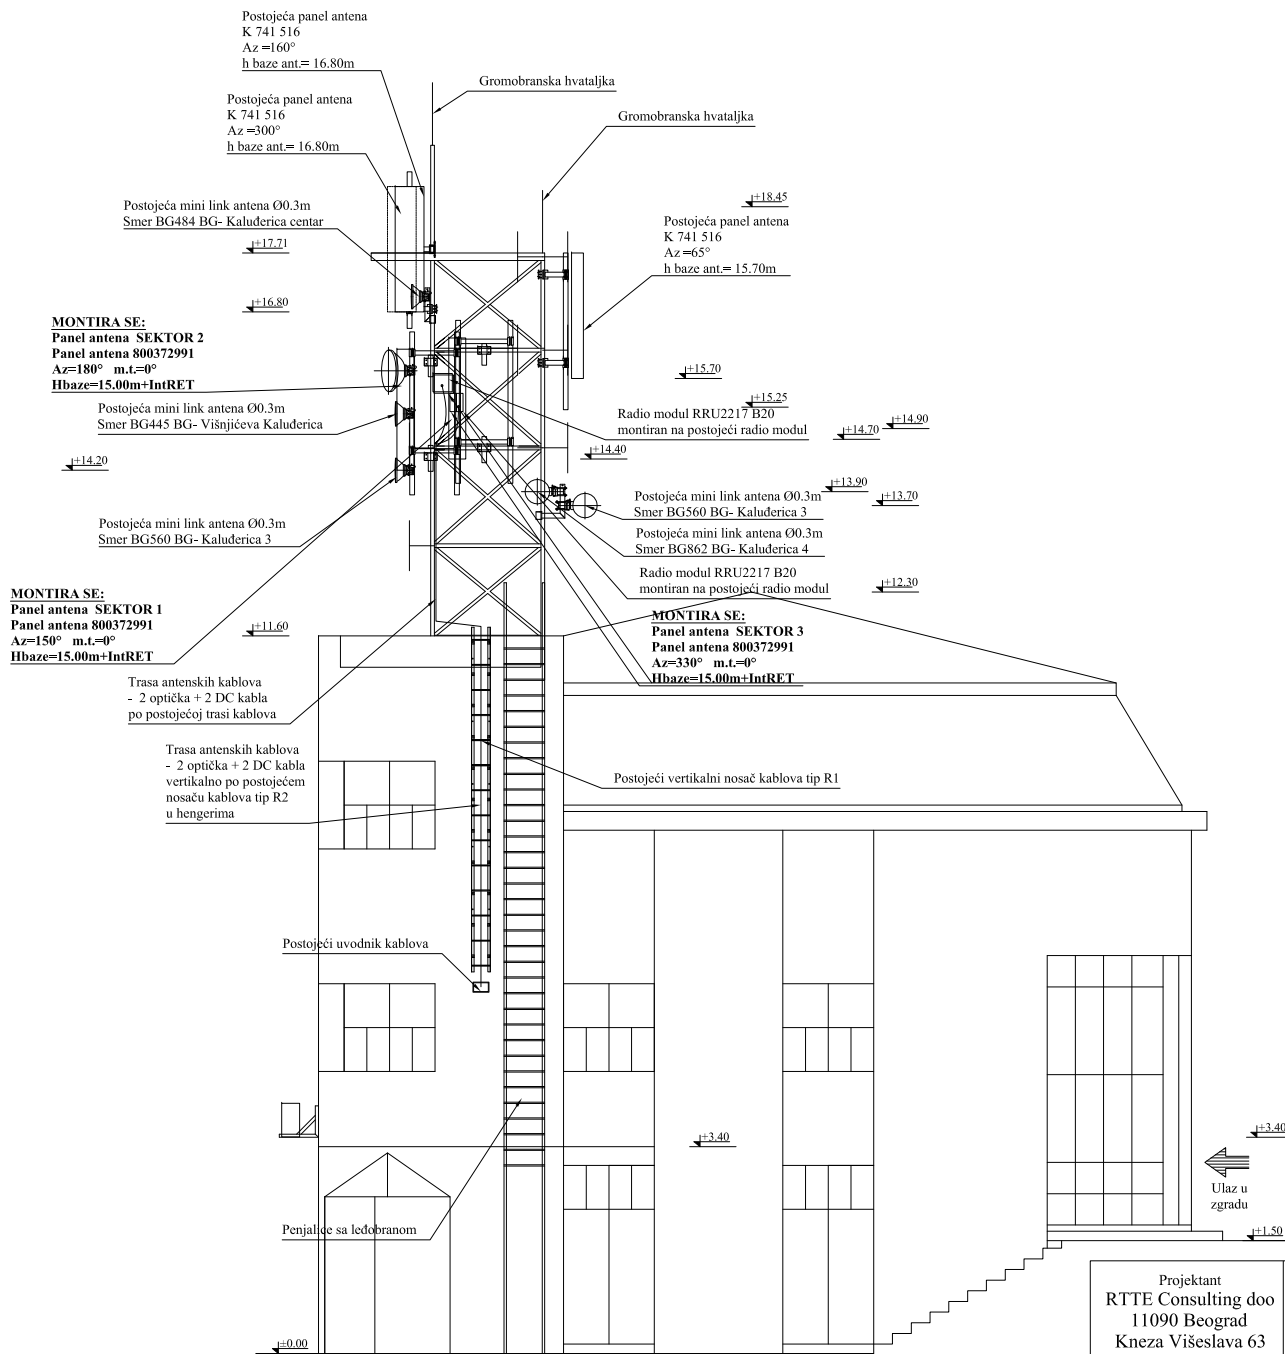 Postojeća panel antena
K 741 516
Az =160°
h baze ant.= 16.80m
Gromobranska hvataljka
Postojeća panel antena
K 741 516
Az =300°
h baze ant.= 16.80m
Gromobranska hvataljka
Postojeća mini link antena Ø0.3m
Smer BG484 BG- Kaluđerica centar
+18.45
Postojeća panel antena
K 741 516
Az =65°
h baze ant.= 15.70m
+17.71
+16.80
MONTIRA SE:
Panel antena SEKTOR 2
Panel antena 800372991
Az=180° m.t.=0°
Hbaze=15.00m+IntRET
+15.70
+15.25
Postojeća mini link antena Ø0.3m
Smer BG445 BG- Višnjićeva Kaluđerica
Radio modul RRU2217 B20
montiran na postojeći radio modul
+14.90
+14.70
+14.40
+14.20
+13.90
+13.70
Postojeća mini link antena Ø0.3m
Smer BG560 BG- Kaluđerica 3
Postojeća mini link antena Ø0.3m
Smer BG560 BG- Kaluđerica 3
Postojeća mini link antena Ø0.3m
Smer BG862 BG- Kaluđerica 4
Radio modul RRU2217 B20
montiran na postojeći radio modul
+12.30
MONTIRA SE:
Panel antena SEKTOR 1
Panel antena 800372991
Az=150° m.t.=0°
Hbaze=15.00m+IntRET
+11.60
MONTIRA SE:
Panel antena SEKTOR 3
Panel antena 800372991
Az=330° m.t.=0°
Hbaze=15.00m+IntRET
Trasa antenskih kablova
- 2 optička + 2 DC kabla
po postojećoj trasi kablova
Trasa antenskih kablova
- 2 optička + 2 DC kabla
vertikalno po postojećem
nosaču kablova tip R2
u hengerima
Postojeći vertikalni nosač kablova tip R1
Postojeći uvodnik kablova
+3.40
+3.40
Ulaz u
zgradu
Penjalice sa leđobranom
+1.50
±0.00
Projektant
RTTE Consulting doo
11090 Beograd
Kneza Višeslava 63